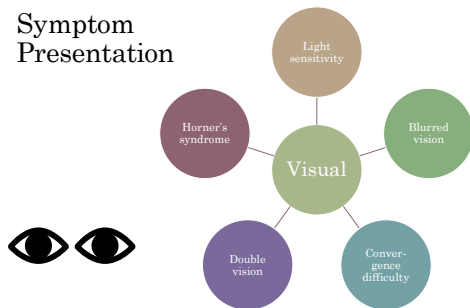 Symptom
Presentation
Light
sensitivity
Horner's
syndrome
Blurred
vision
Visual
Double
vision
Conver-
gence
difficulty